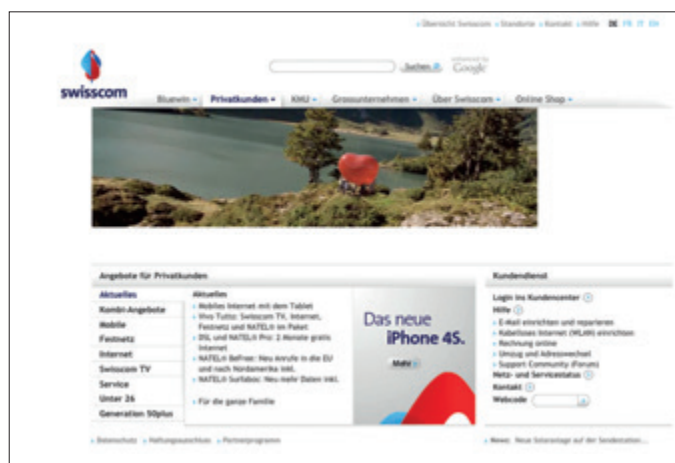 Übersicht Swisscom Standorte Kontakt Hilfe DE FR IT EN
Suchen
Google
swisscom
Bluewin Privatkunden KMU Grossunternehmen Über Swisscom Online Shop
Angebote für Privatkunden
Aktuelles
Kombi-Angebote
Mobile
Festnetz
Internet
Swisscom TV
Service
Unter 26
Generation 50plus
Aktuelles
Mobiles Internet mit dem Tablet
Vivo Tutto: Swisscom TV, Internet,
Festnetz und NATEL® im Paket
DSL und NATEL® Pro: 2 Monate gratis
Internet
NATEL® BeFree: Neu Anrufe in die EU
und nach Nordamerika inkl.
NATEL® Surfabos: Neu mehr Daten inkl.
Für die ganze Familie
Das neue
iPhone 4S.
Mehr
Kundendienst
Login ins Kundencenter
Hilfe
E-Mail einrichten und reparieren
Kabelloses Internet (WLAN) einrichten
Rechnung online
Umzug und Adresswechsel
Support Community (Forum)
Netz- und Servicestatus
Kontakt
Webcode
Datenschutz Haftungsausschluss Partnerprogramm
News: Neue Solaranlage auf der Sendestation...